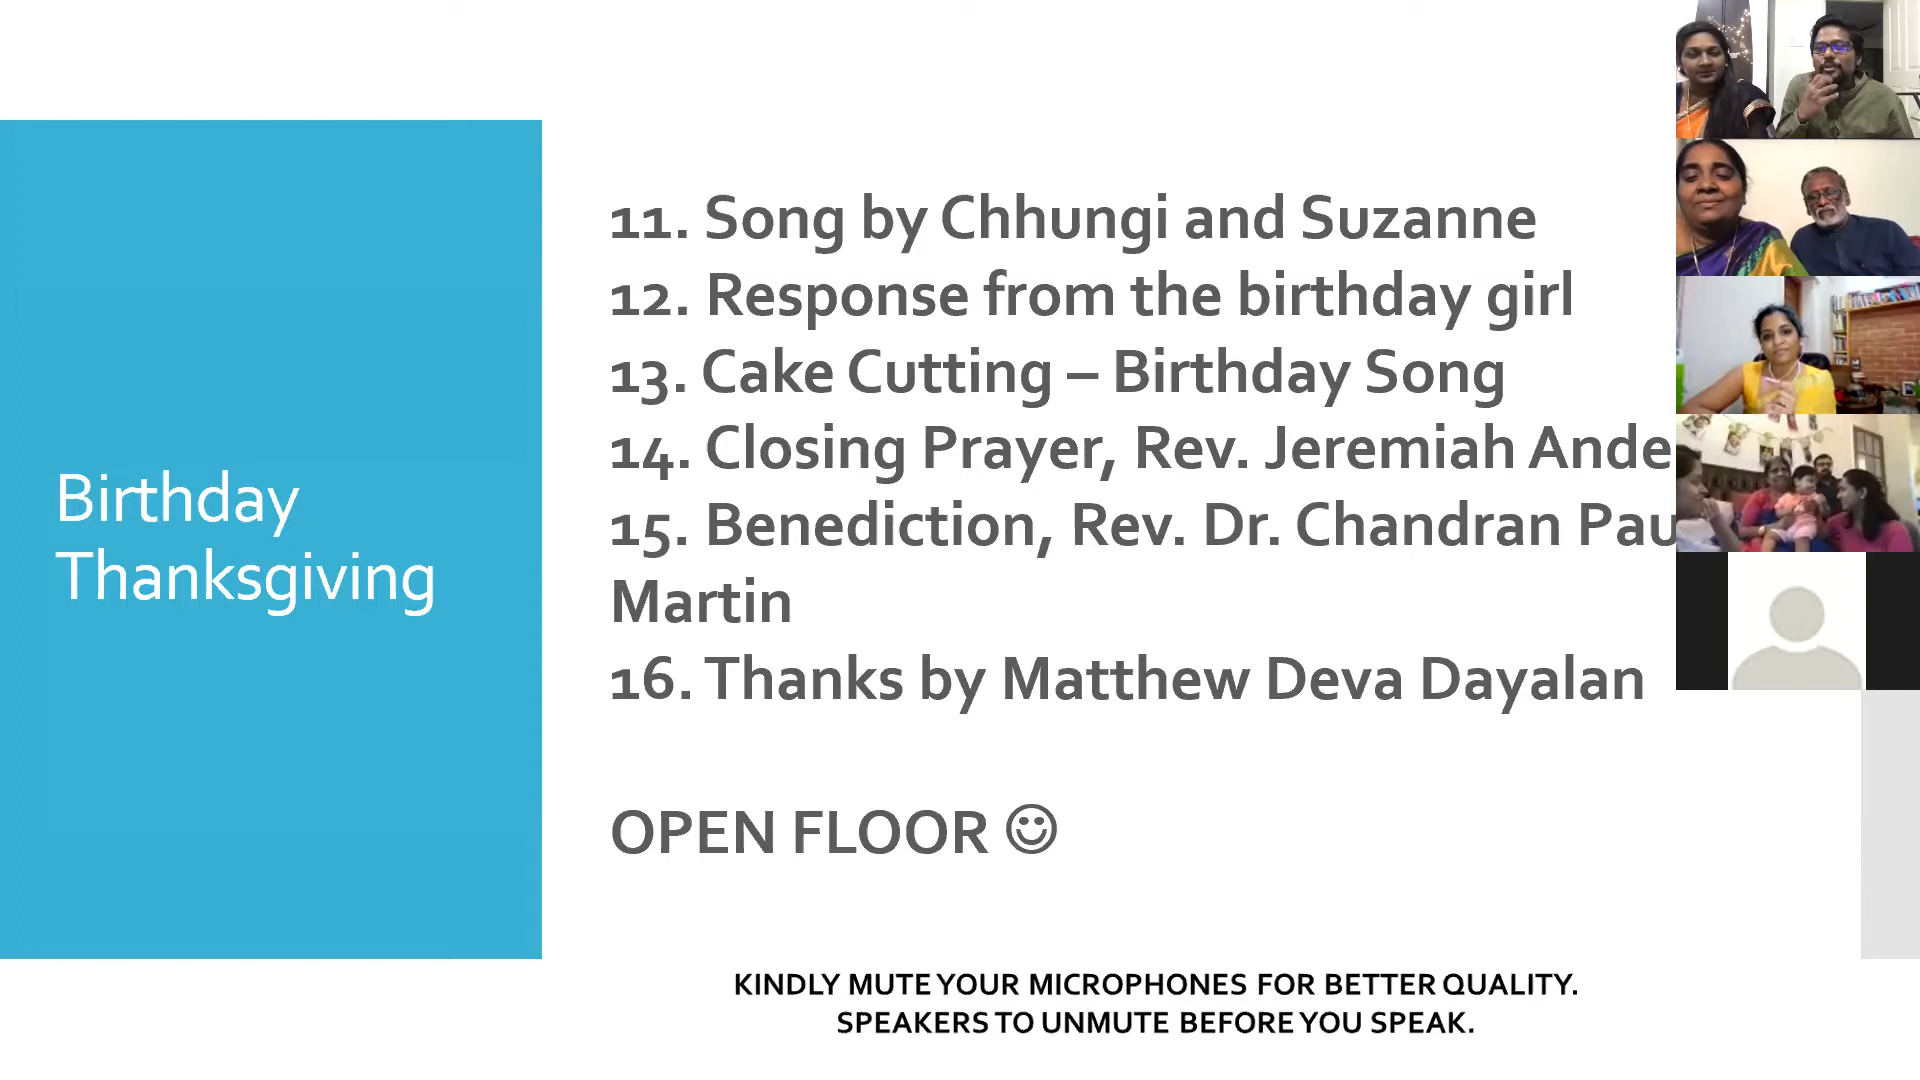 Birthday
Thanksgiving
11. Song by Chhungi and Suzanne
12. Response from the birthday girl
13. Cake Cutting – Birthday Song
14. Closing Prayer, Rev. Jeremiah Ande
15. Benediction, Rev. Dr. Chandran Pau
Martin
16. Thanks by Matthew Deva Dayalan
OPEN FLOOR ☺
KINDLY MUTE YOUR MICROPHONES FOR BETTER QUALITY.
SPEAKERS TO UNMUTE BEFORE YOU SPEAK.